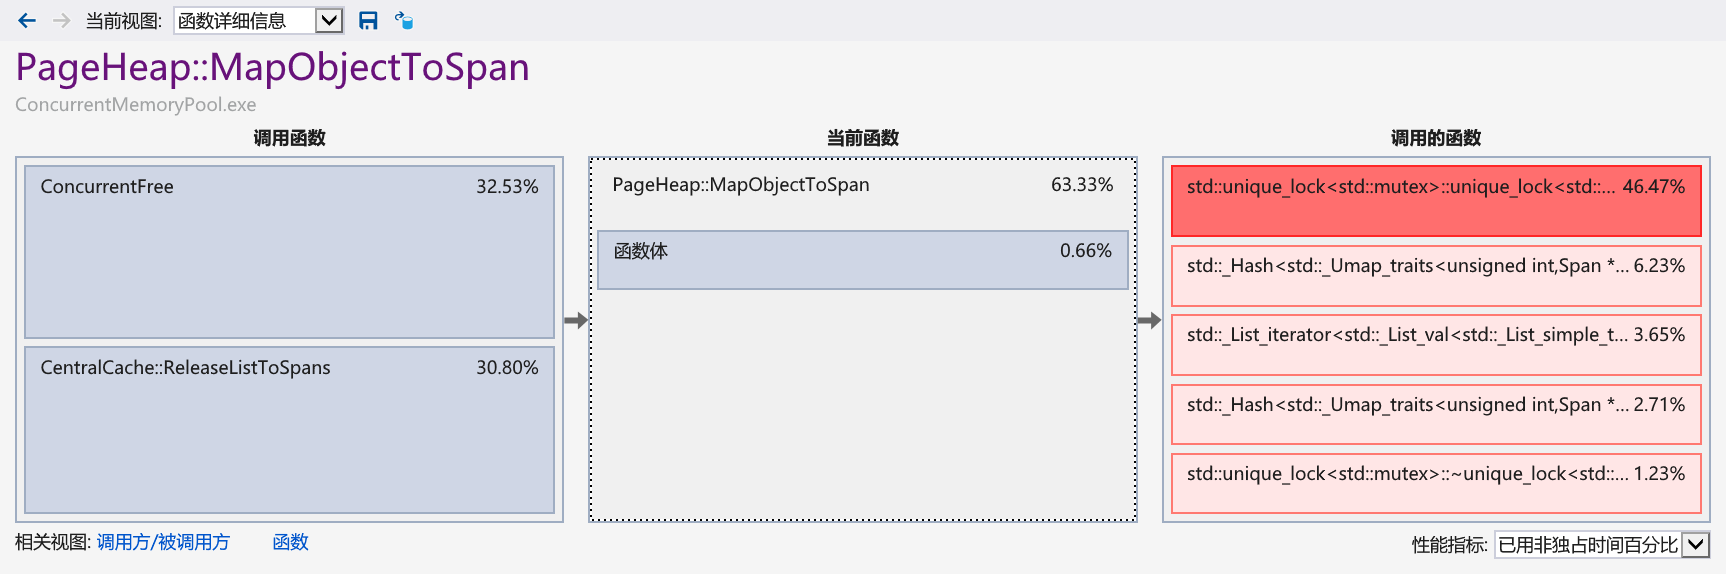 当前视图: 函数详细信息
PageHeap::MapObjectToSpan
ConcurrentMemoryPool.exe
调用函数
ConcurrentFree 32.53%
CentralCache::ReleaseListToSpans 30.80%
当前函数
PageHeap::MapObjectToSpan 63.33%
函数体 0.66%
调用的函数
std::unique_lock<std::mutex>::unique_lock<std::... 46.47%
std::_Hash<std::_Umap_traits<unsigned int,Span *... 6.23%
std::_List_iterator<std::_List_val<std::_List_simple_t... 3.65%
std::_Hash<std::_Umap_traits<unsigned int,Span *... 2.71%
std::unique_lock<std::mutex>::~unique_lock<std::... 1.23%
相关视图: 调用方/被调用方 函数
性能指标: 已用非独占时间百分比